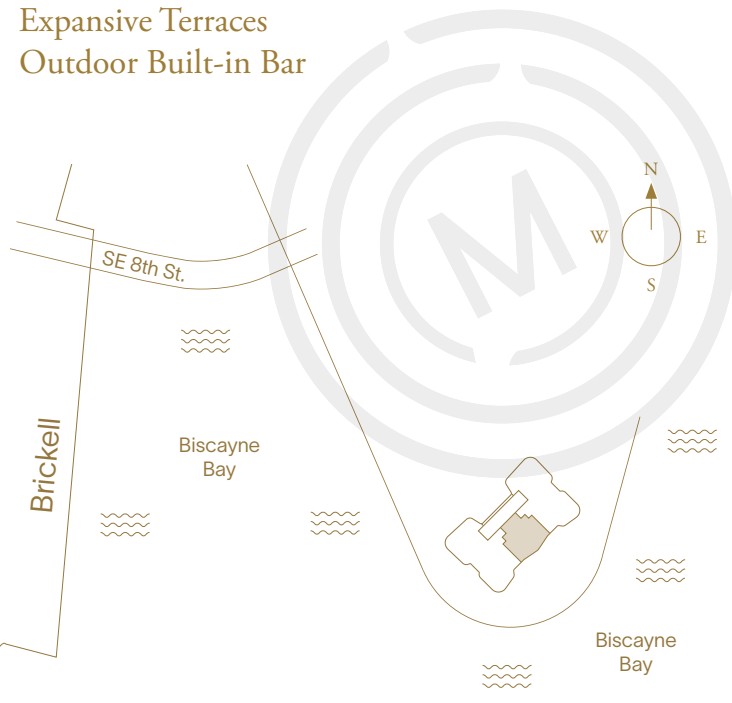 Expansive Terraces
Outdoor Built-in Bar
M
N
W
E
S
SE 8th St.
Brickell
Biscayne
Bay
Biscayne
Bay